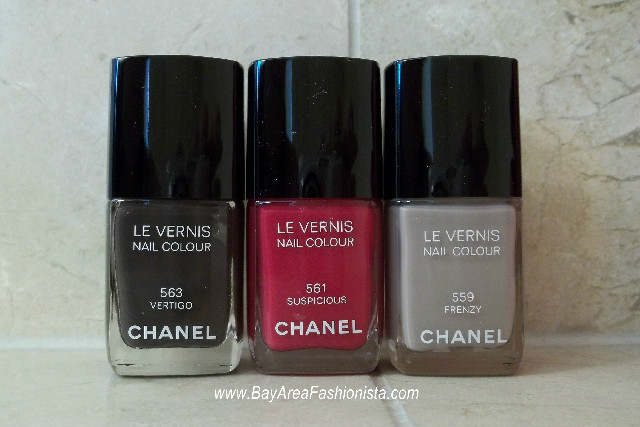 LE VERNIS
NAIL COLOUR
563
VERTIGO
CHANEL
LE VERNIS
NAIL COLOUR
561
SUSPICIOUS
CHANEL
LE VERNIS
NAIL COLOUR
559
FRENZY
CHANEL
www.BayAreaFashionista.com